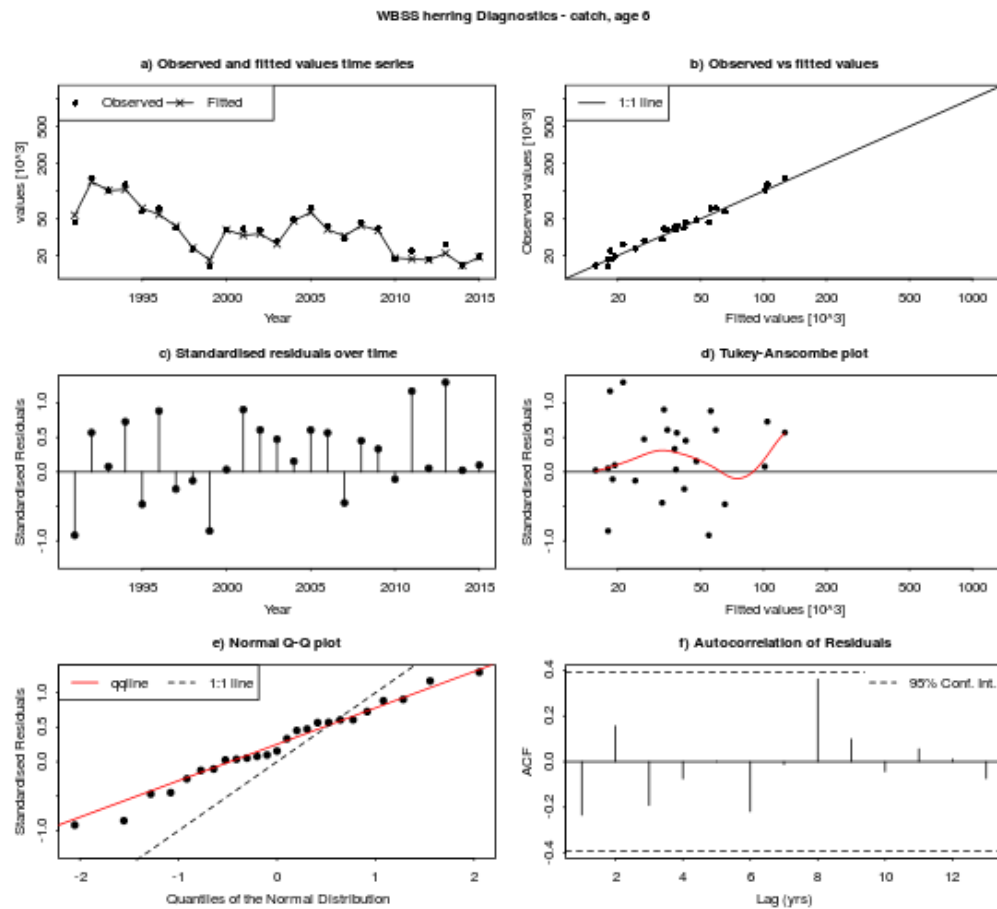 WBSS herring Diagnostics - catch, age 6
a) Observed and fitted values time series
Observed Fitted
values [10^3]
500
200
50
20
1995 2000 2005 2010 2015
Year
b) Observed vs fitted values
1:1 line
Observed values [10^3]
500
200
50
20
20 50 100 200 500 1000
Fitted values [10^3]
c) Standardised residuals over time
Standardised Residuals
1.0
0.5
0.0
-1.0
1995 2000 2005 2010 2015
Year
d) Tukey-Anscombe plot
Standardised Residuals
1.0
0.5
0.0
-1.0
20 50 100 200 500 1000
Fitted values [10^3]
e) Normal Q-Q plot
qqline 1:1 line
Standardised Residuals
1.0
0.5
0.0
-1.0
-2 -1 0 1 2
Quantiles of the Normal Distribution
f) Autocorrelation of Residuals
95% Conf. Int.
ACF
0.4
0.2
0.0
-0.2
-0.4
2 4 6 8 10 12
Lag (yrs)